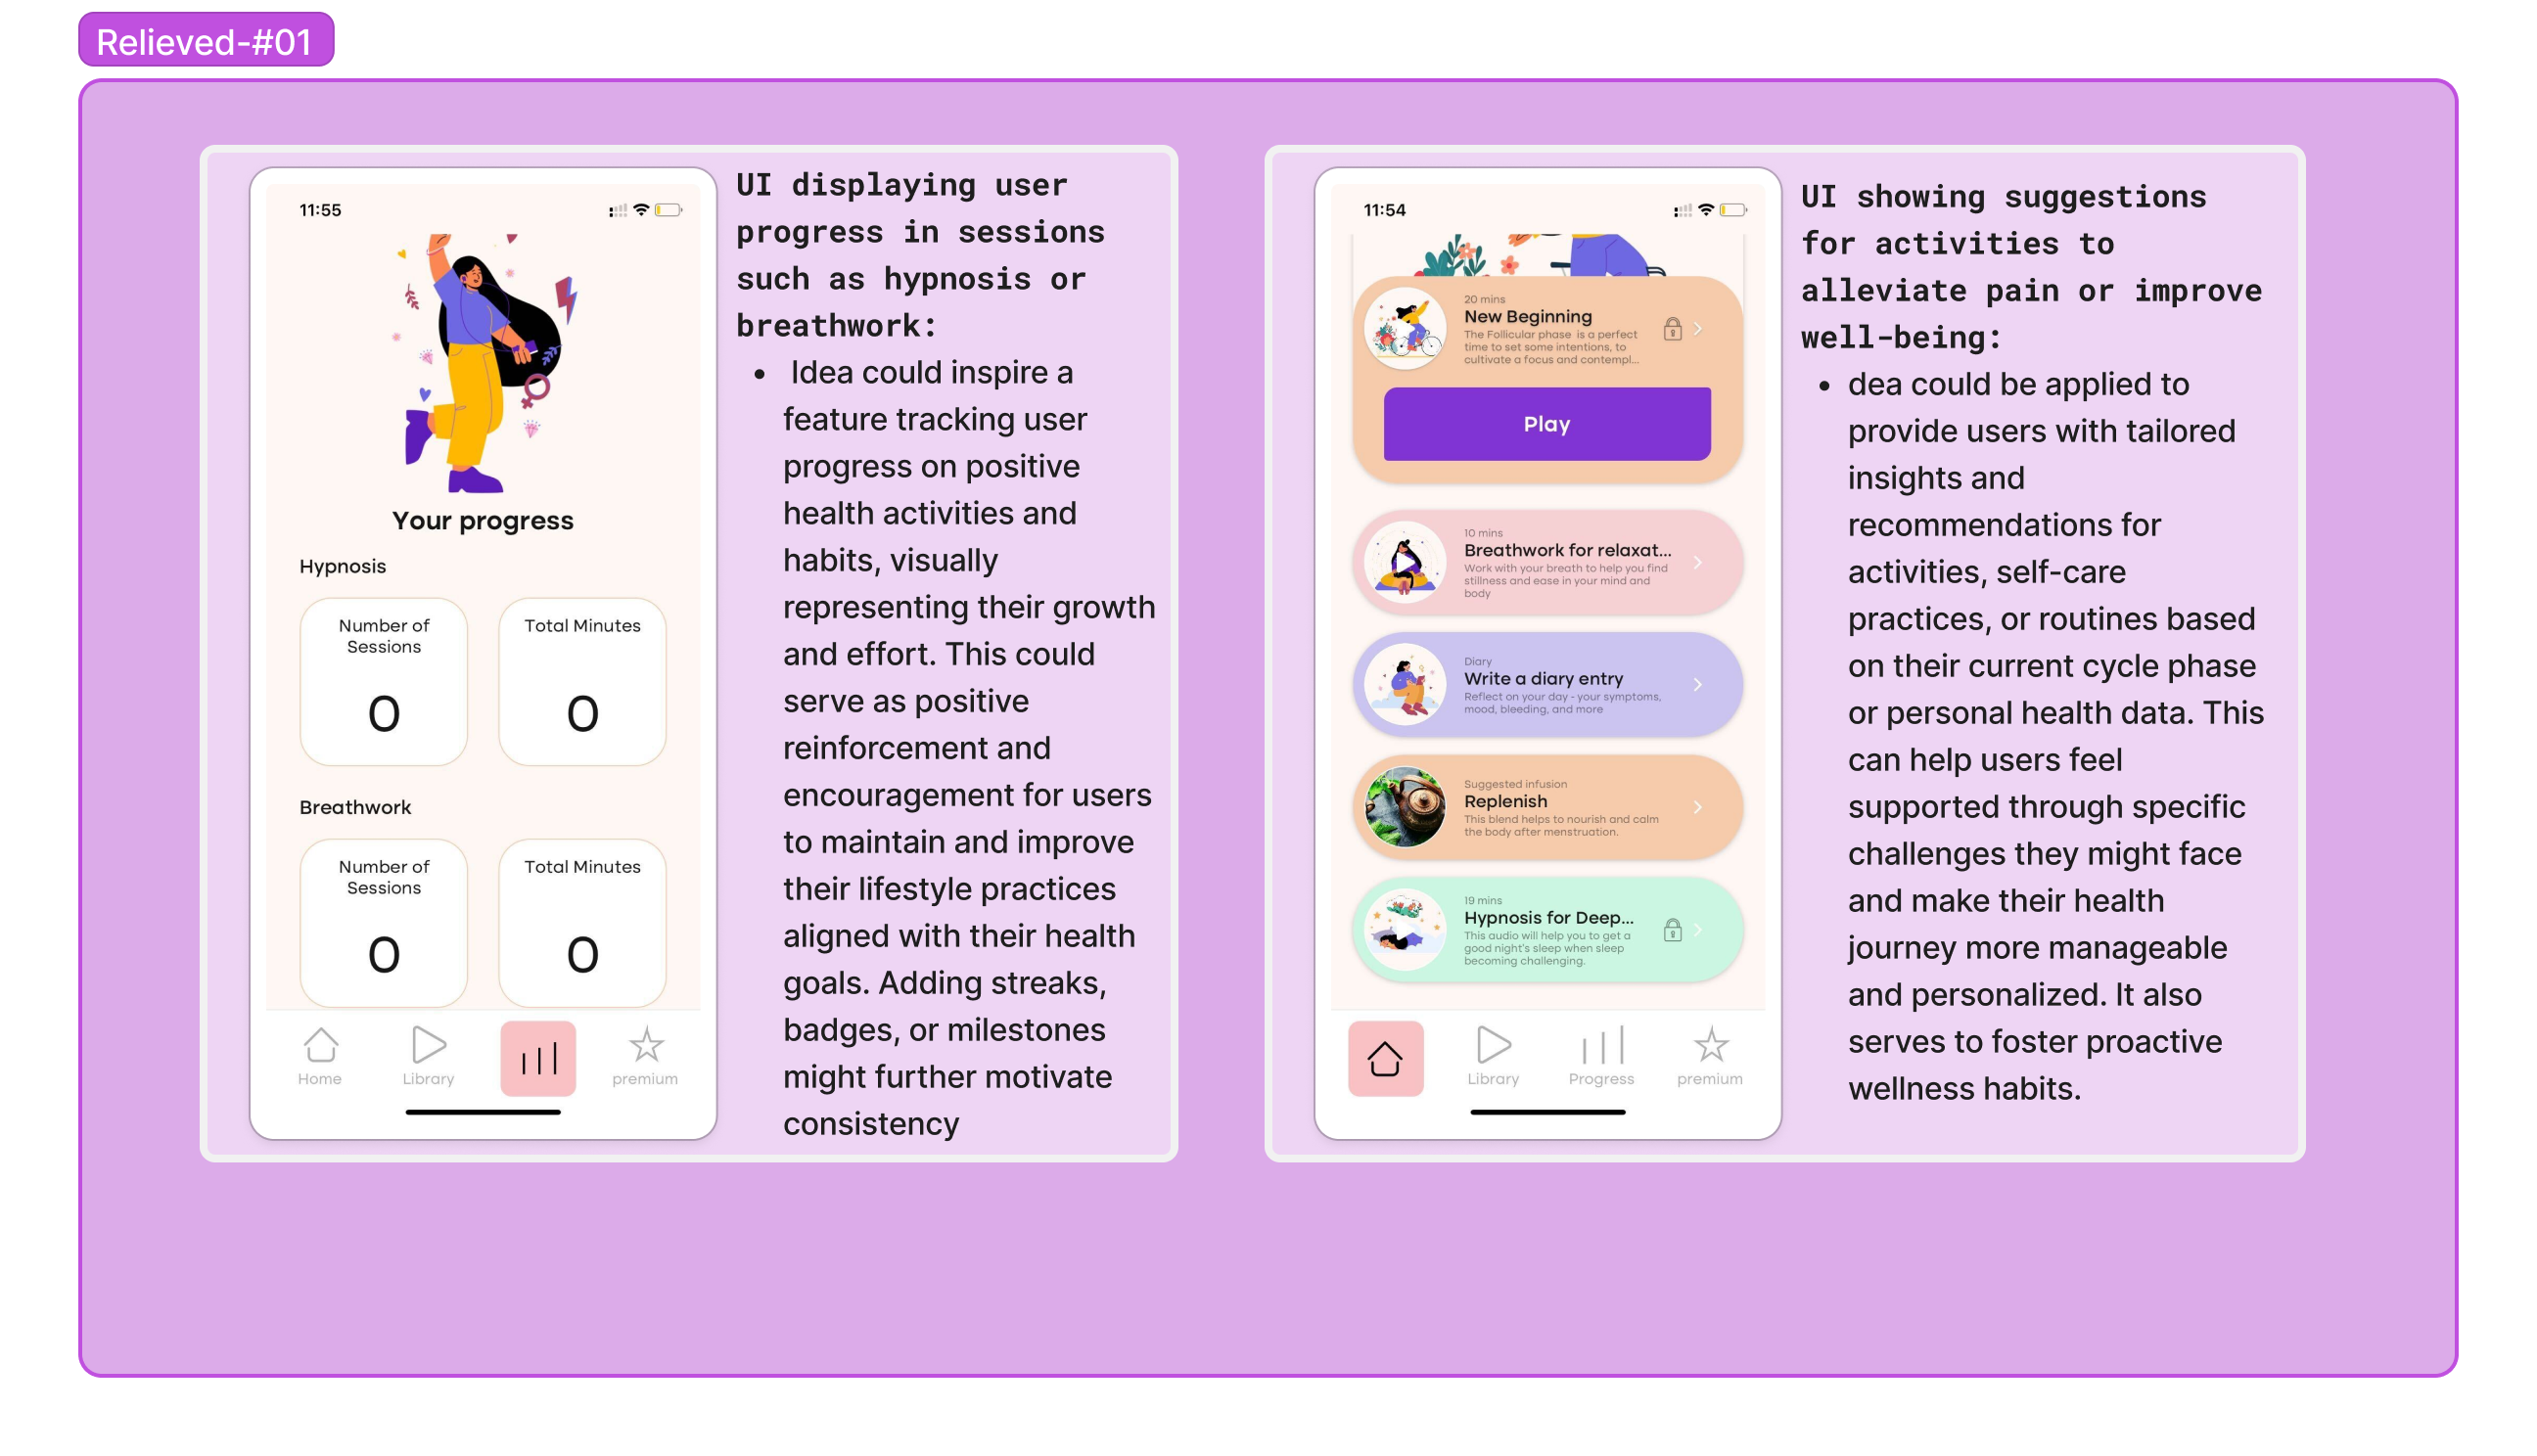 Relieved-#01
11:55
Your progress
Hypnosis
Number of
Sessions
0
Total Minutes
0
Breathwork
Number of
Sessions
0
Total Minutes
0
Home
Library
premium
UI displaying user
progress in sessions
such as hypnosis or
breathwork:
• Idea could inspire a
feature tracking user
progress on positive
health activities and
habits, visually
representing their growth
and effort. This could
serve as positive
reinforcement and
encouragement for users
to maintain and improve
their lifestyle practices
aligned with their health
goals. Adding streaks,
badges, or milestones
might further motivate
consistency
11:54
20 mins
New Beginning
The Follicular phase is a perfect
time to set some intentions, to
cultivate a focus and contempl...
Play
10 mins
Breathwork for relaxat...
Work with your breath to help you find
stillness and ease in your mind and
body
Diary
Write a diary entry
Reflect on your day - your symptoms,
mood, bleeding, and more
Suggested infusion
Replenish
This blend helps to nourish and calm
the body after menstruation.
19 mins
Hypnosis for Deep...
This audio will help you to get a
good night's sleep when sleep
becoming challenging.
Library
Progress
premium
UI showing suggestions
for activities to
alleviate pain or improve
well-being:
• dea could be applied to
provide users with tailored
insights and
recommendations for
activities, self-care
practices, or routines based
on their current cycle phase
or personal health data. This
can help users feel
supported through specific
challenges they might face
and make their health
journey more manageable
and personalized. It also
serves to foster proactive
wellness habits.